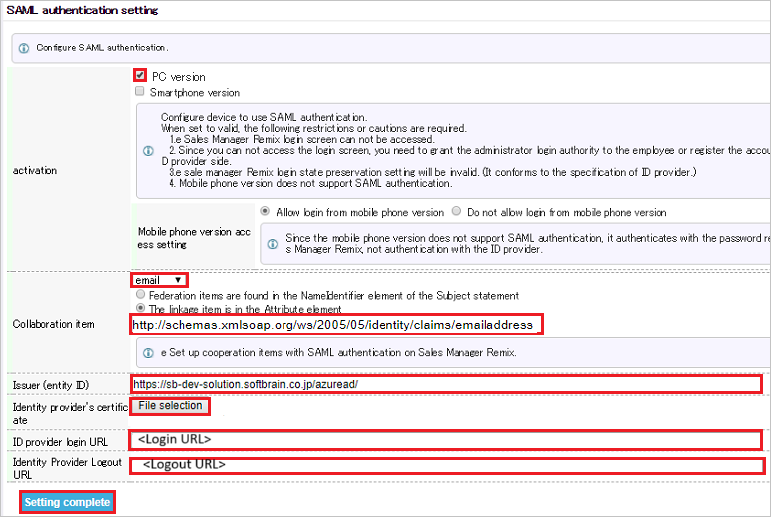 SAML authentication setting
Configure SAML authentication.
activation
PC version
Smartphone version
Configure device to use SAML authentication.
When set to valid, the following restrictions or cautions are required.
1.e Sales Manager Remix login screen can not be accessed.
2. Since you can not access the login screen, you need to grant the administrator login authority to the employee or register the accou
D provider side.
3.e sale manager Remix login state preservation setting will be invalid. (It conforms to the specification of ID provider.)
4. Mobile phone version does not support SAML authentication.
Mobile phone version acc
ess setting
Allow login from mobile phone version
Do not allow login from mobile phone version
Since the mobile phone version does not support SAML authentication, it authenticates with the password re
s Manager Remix, not authentication with the ID provider.
Collaboration item
email
Federation items are found in the NameIdentifier element of the Subject statement
The linkage item is in the Attribute element
http://schemas.xmlsoap.org/ws/2005/05/identity/claims/emailaddress
e Set up cooperation items with SAML authentication on Sales Manager Remix.
Issuer (entity ID)
https://sb-dev-solution.softbrain.co.jp/azuread/
Identity provider's certific
ate
File selection
ID provider login URL
<Login URL>
Identity Provider Logout
URL
<Logout URL>
Setting complete